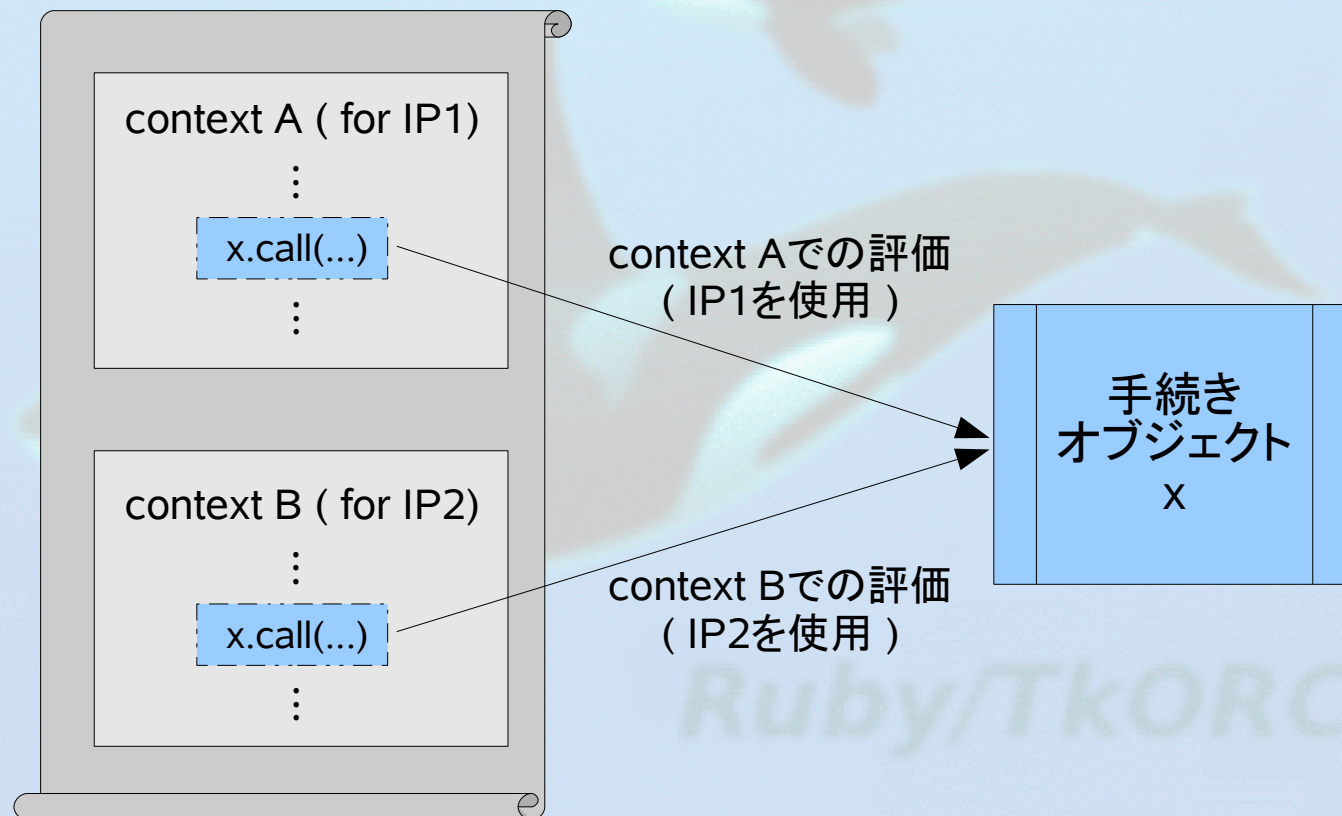 context A ( for IP1)
⋮
x.call(...)
⋮
context B ( for IP2)
⋮
x.call(...)
⋮
context Aでの評価
( IP1を使用 )
context Bでの評価
( IP2を使用 )
手続き
オブジェクト
x
Ruby/TkORC